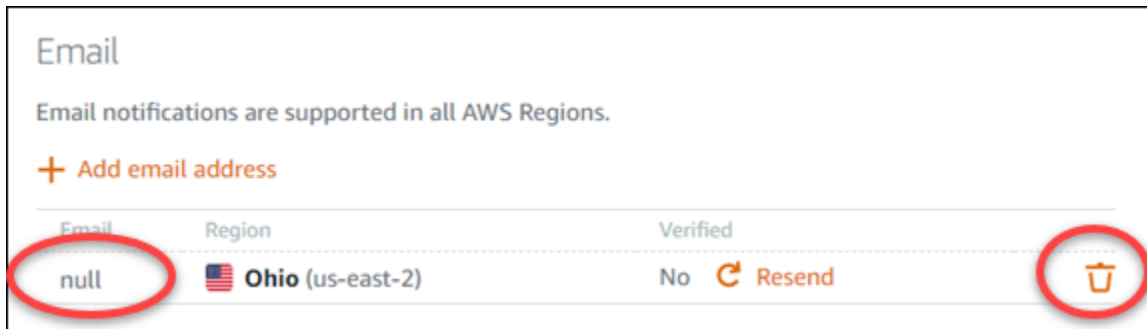 Email
Email notifications are supported in all AWS Regions.
+ Add email address
Email Region Verified
null Ohio (us-east-2) No Resend